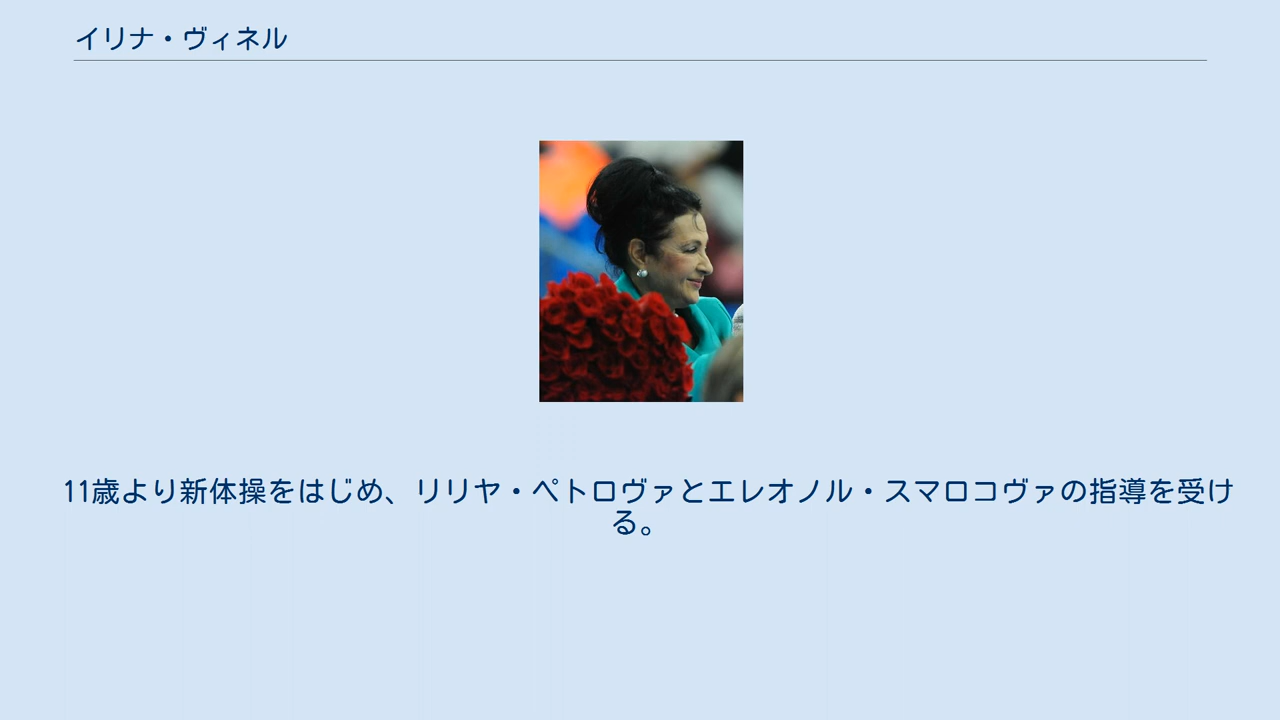 イリナ・ヴィネル
11歳より新体操をはじめ、リリヤ・ペトロヴァとエレオノル・スマロコヴァの指導を受け
る。